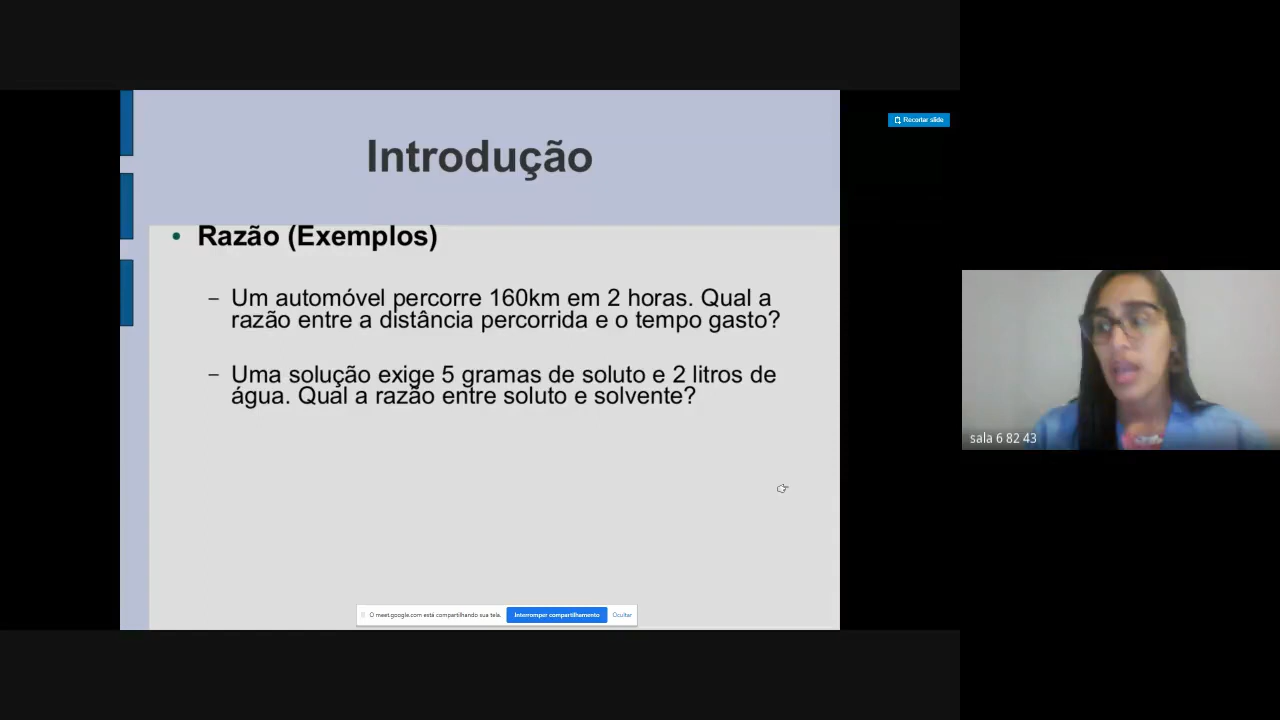 Introdução
Recortar slide
• Razão (Exemplos)
– Um automóvel percorre 160km em 2 horas. Qual a
razão entre a distância percorrida e o tempo gasto?
– Uma solução exige 5 gramas de soluto e 2 litros de
água. Qual a razão entre soluto e solvente?
sala 6 82 43
O meet.google.com está compartilhando sua tela.
Interromper compartilhamento
Ocultar